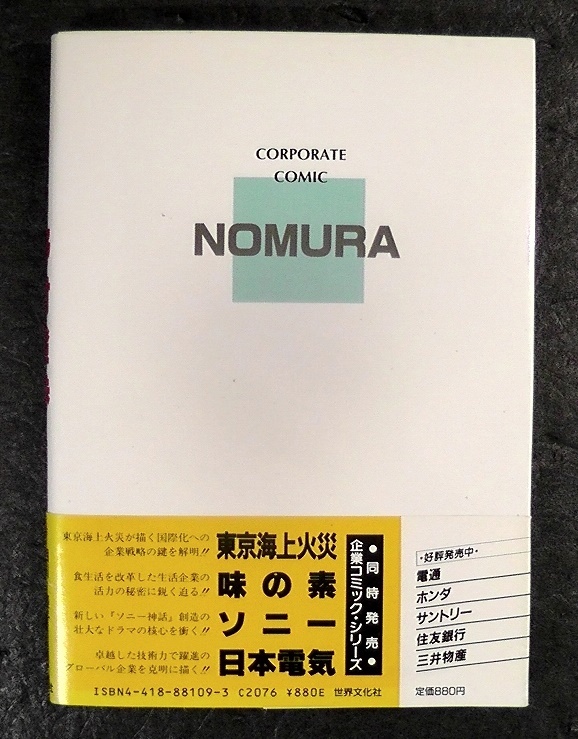 CORPORATE
COMIC
NOMURA
●同時発売●
企業コミック・シリーズ
東京海上火災が描く国際化への
企業戦略の鍵を解明!!
東京海上火災
食生活を改革した生活企業の
活力の秘密に鋭く迫る!!
味の素
新しい『ソニー神話』創造の
壮大なドラマの核心を衝く!!
ソニー
卓越した技術力で躍進の
グローバル企業を克明に描く!!
日本電気
ISBN4-418-88109-3 C2076 ¥880E 世界文化社
・好評発売中・
電通
ホンダ
サントリー
住友銀行
三井物産
定価880円